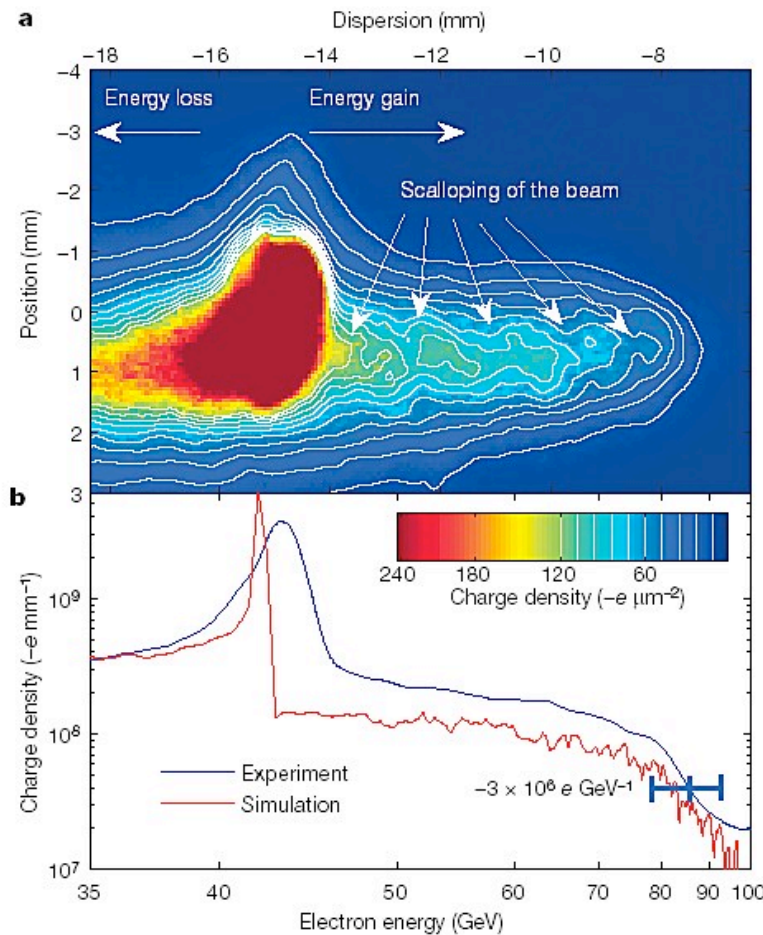 a
Dispersion (mm)
−18 −16 −14 −12 −10 −8
−4
−3
−2
−1
0
1
2
3
Position (mm)
Energy loss
Energy gain
Scalloping of the beam
b
240 180 120 60
Charge density (−e µm⁻²)
10⁹
10⁸
10⁷
Charge density (−e mm⁻¹)
Experiment
Simulation
−3 × 10⁶ e GeV⁻¹
35 40 50 60 70 80 90 100
Electron energy (GeV)